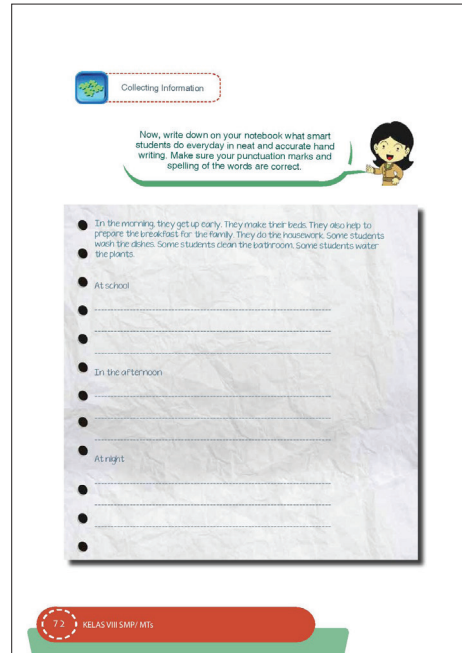 Collecting Information
Now, write down on your notebook what smart
students do everyday in neat and accurate hand
writing. Make sure your punctuation marks and
spelling of the words are correct.
In the morning, they get up early. They make their beds. They also help to
prepare the breakfast for the family. They do the housework. Some students
wash the dishes. Some students clean the bathroom. Some students water
the plants.
At school
In the afternoon
At night
72 KELAS VIII SMP/ MTs